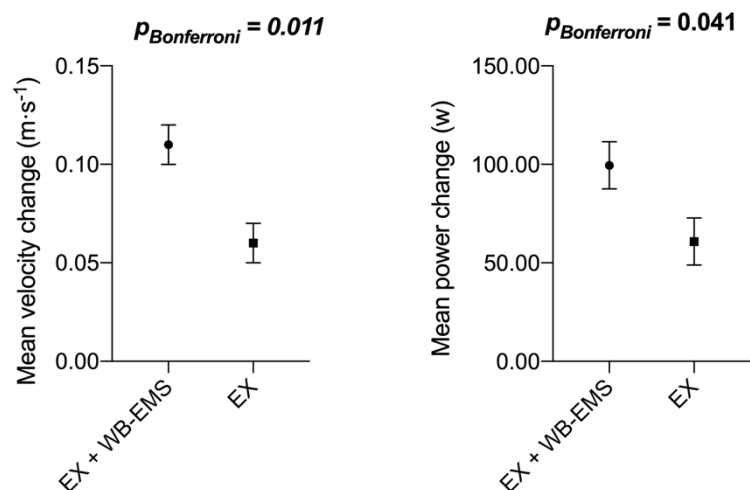 pBonferroni = 0.011
Mean velocity change (m·s-1)
0.15
0.10
0.05
0.00
EX + WB-EMS
EX
pBonferroni = 0.041
Mean power change (w)
150.00
100.00
50.00
0.00
EX + WB-EMS
EX